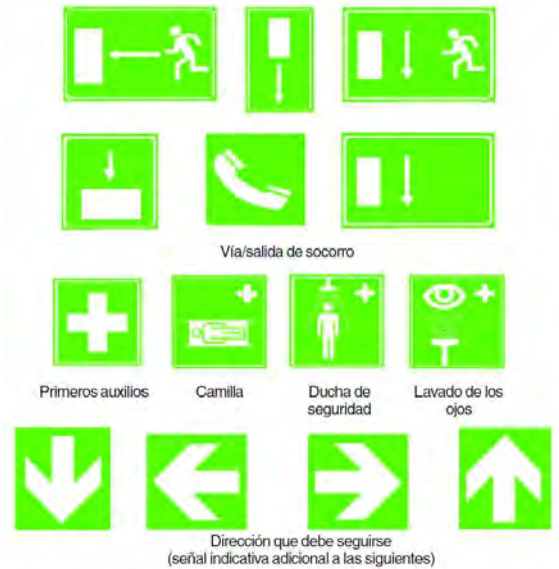 Vía/salida de socorro
Primeros auxilios
Camilla
Ducha de
seguridad
Lavado de los
ojos
Dirección que debe seguirse
(señal indicativa adicional a las siguientes)